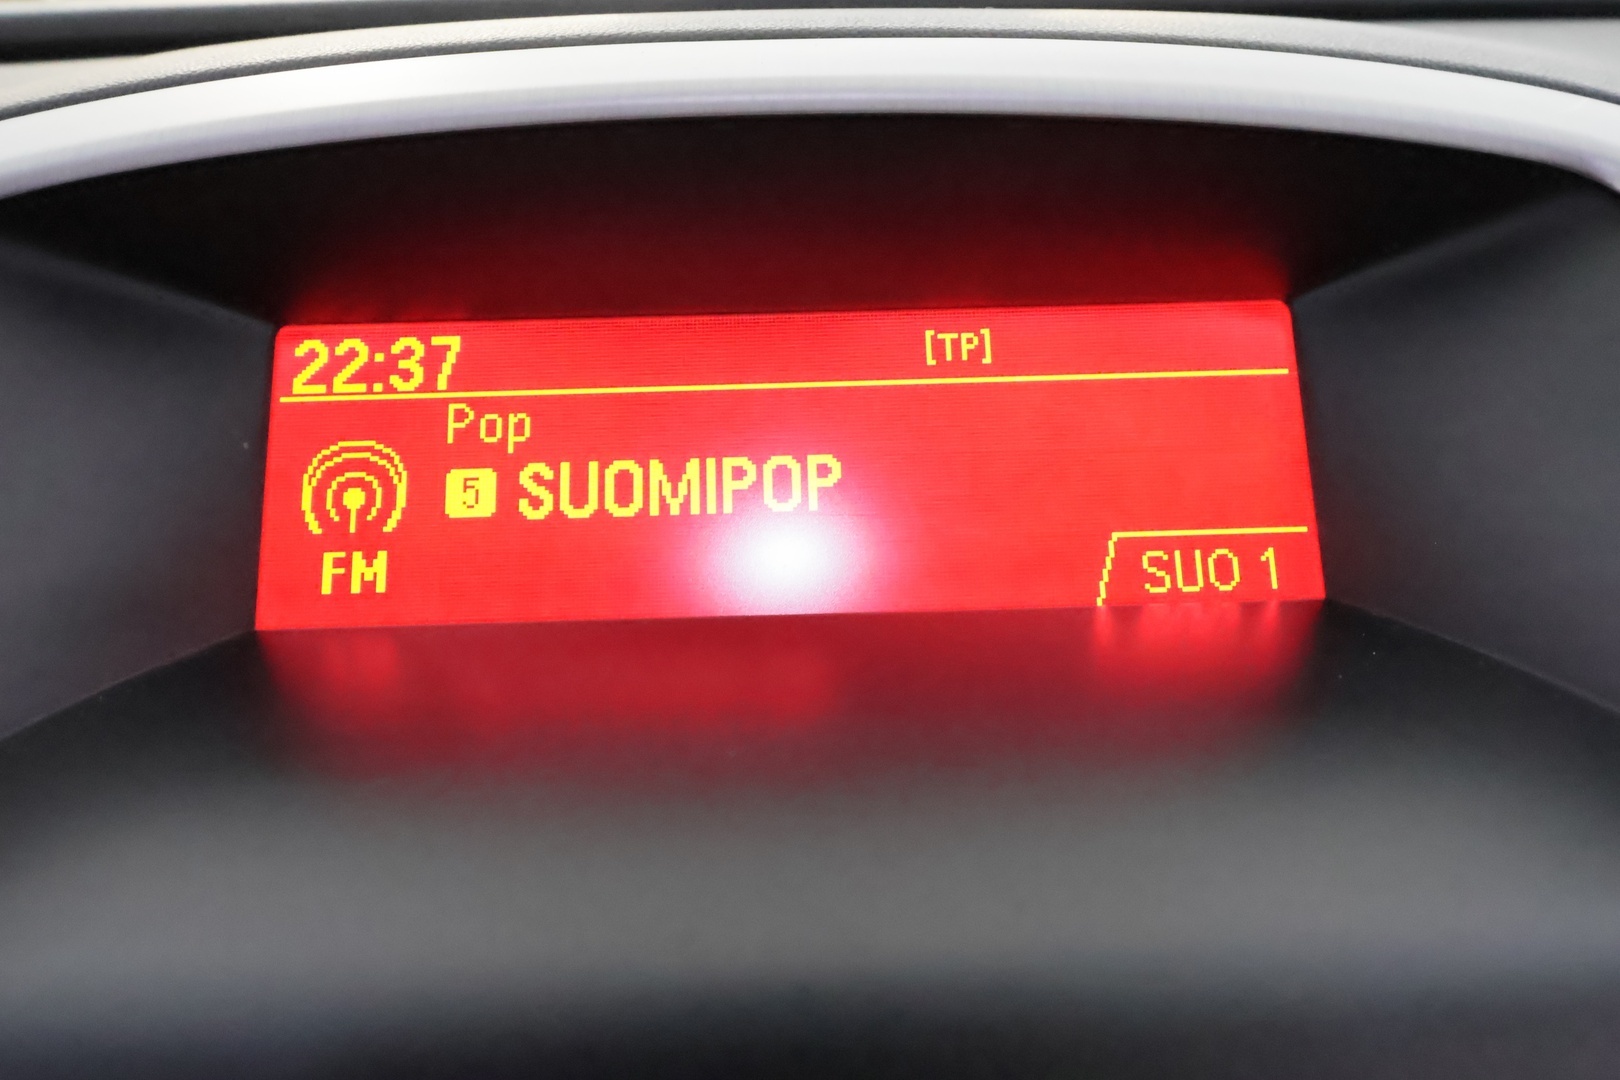 22:37 [TP]
Pop
5 SUOMIPOP
FM
SUO 1